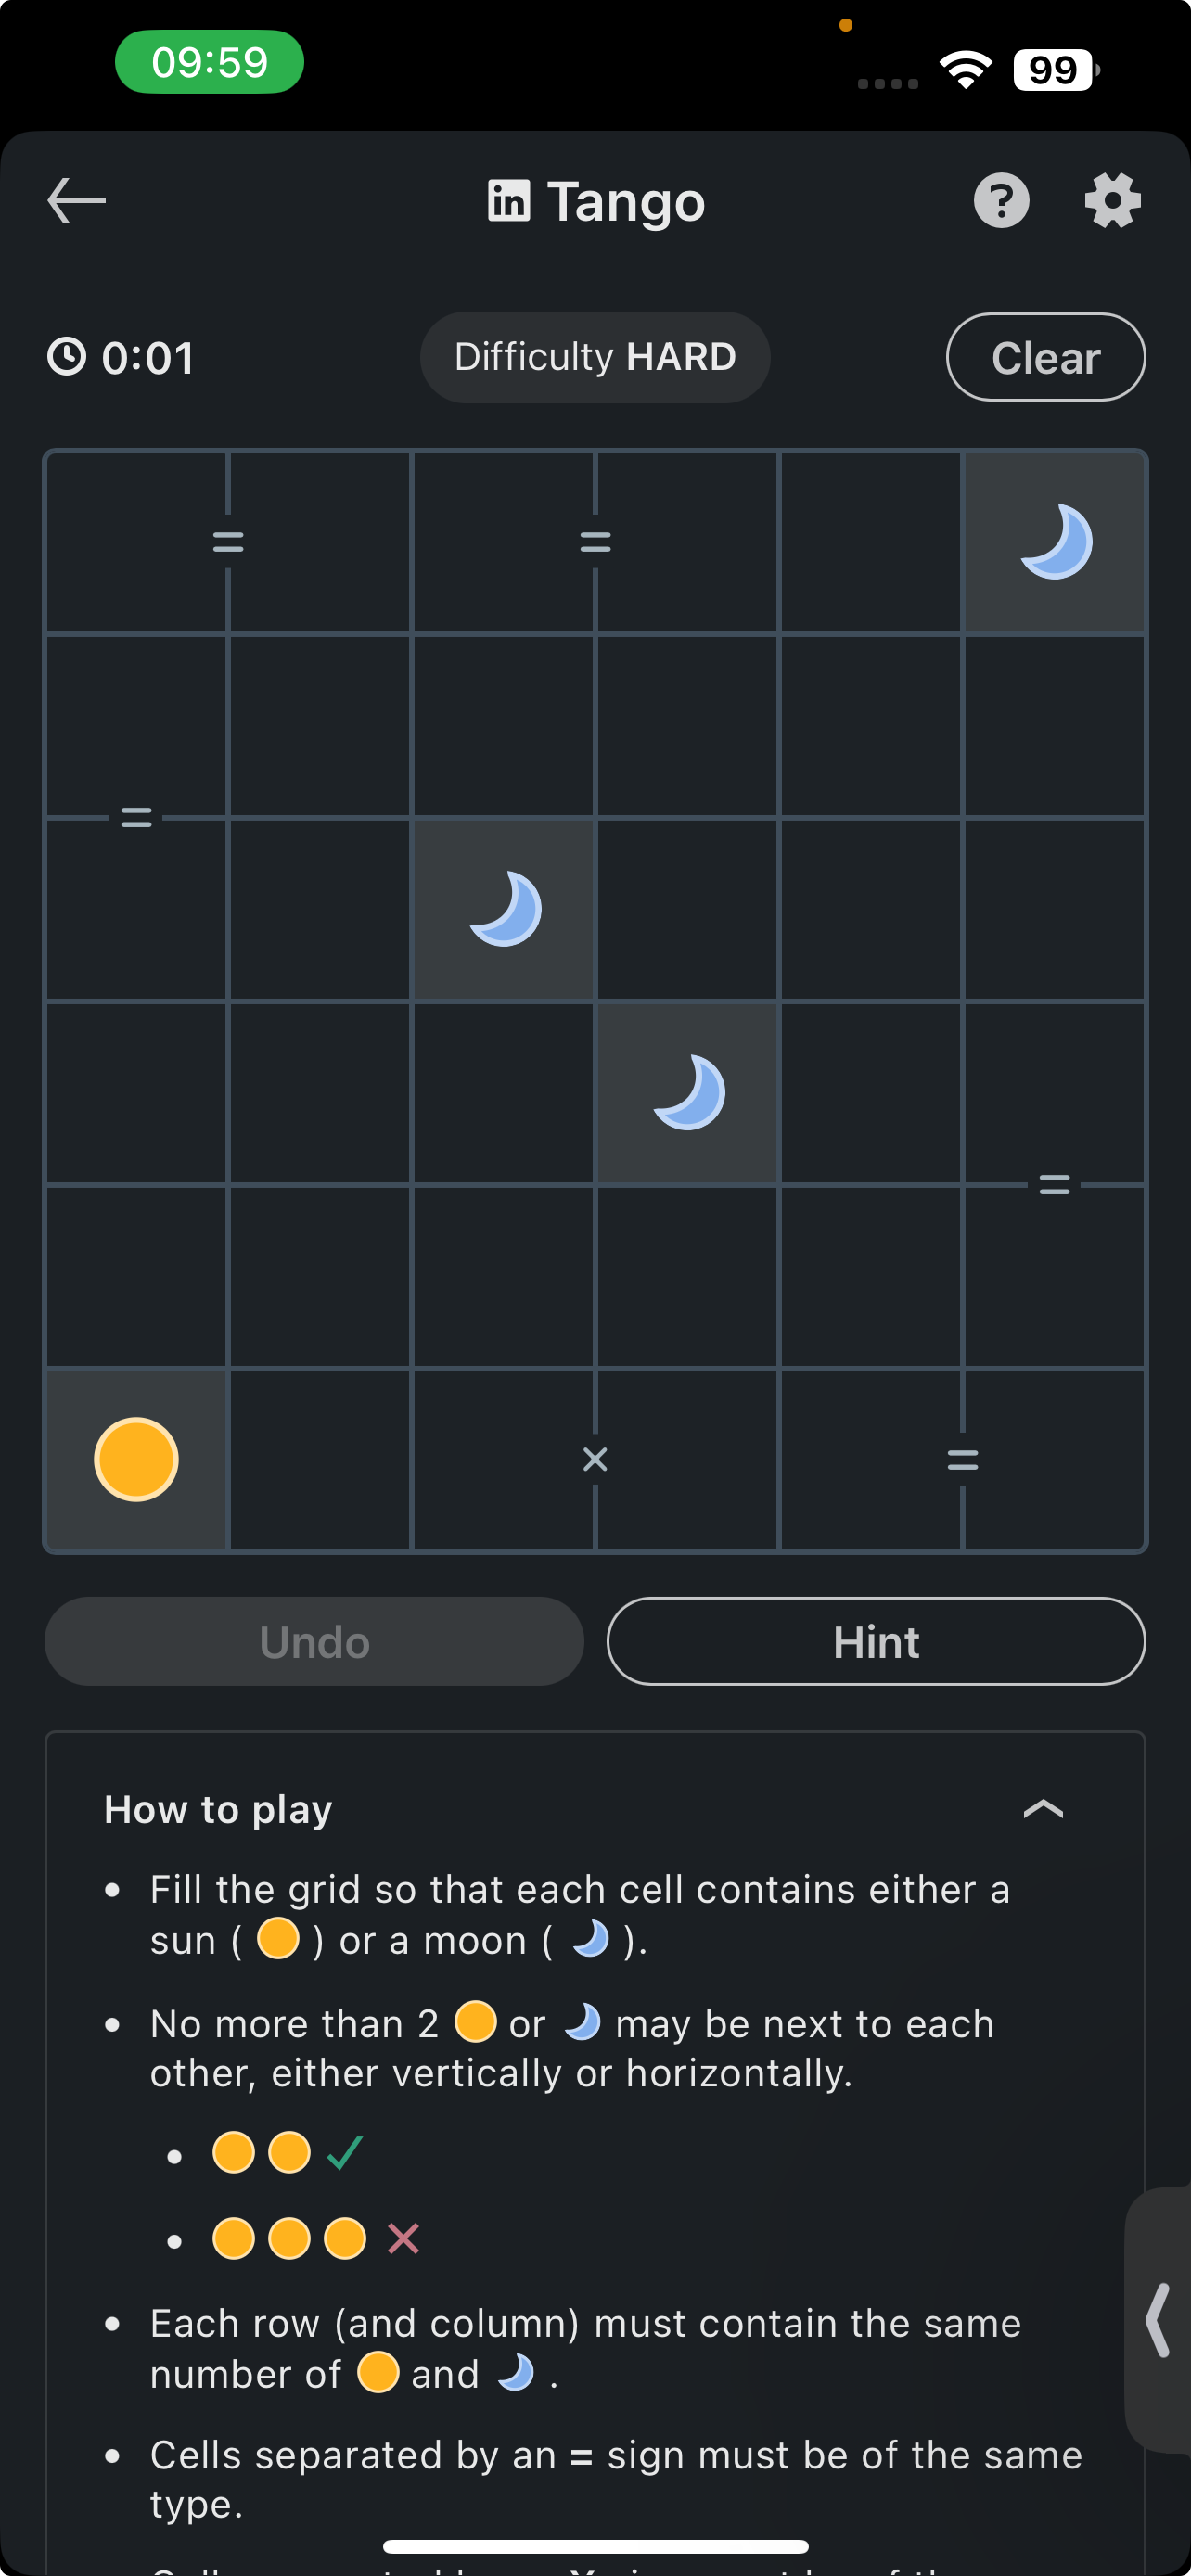 09:59
99
in Tango
?
0:01
Difficulty HARD
Clear
= =
=
=
× =
Undo
Hint
How to play
• Fill the grid so that each cell contains either a
sun ( ) or a moon ( ).
• No more than 2 or may be next to each
other, either vertically or horizontally.
• Each row (and column) must contain the same
number of and .
• Cells separated by an = sign must be of the same
type.